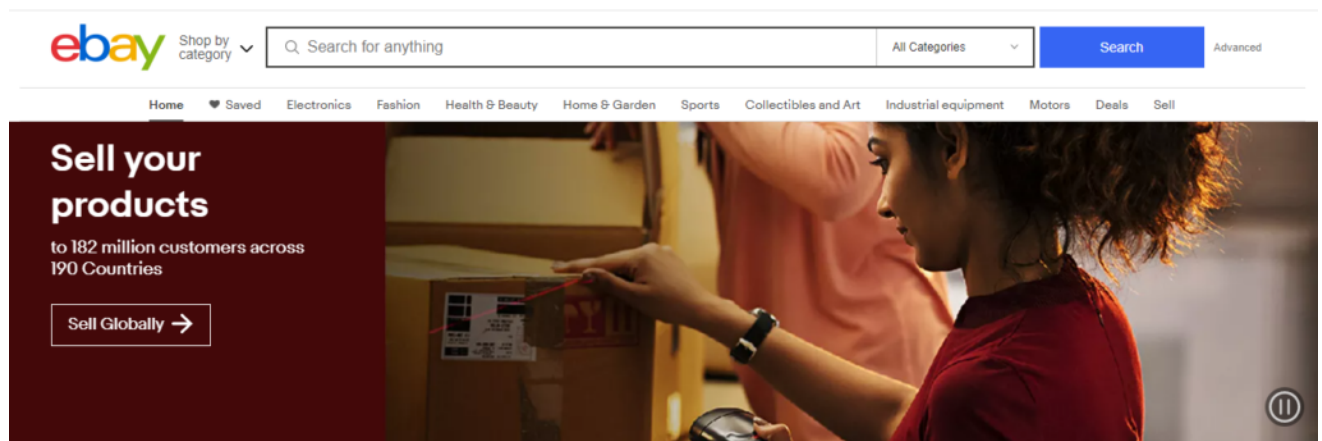 ebay
Shop by
category
Search for anything
All Categories
Search
Advanced
Home
Saved
Electronics
Fashion
Health & Beauty
Home & Garden
Sports
Collectibles and Art
Industrial equipment
Motors
Deals
Sell
Sell your
products
to 182 million customers across
190 Countries
Sell Globally →